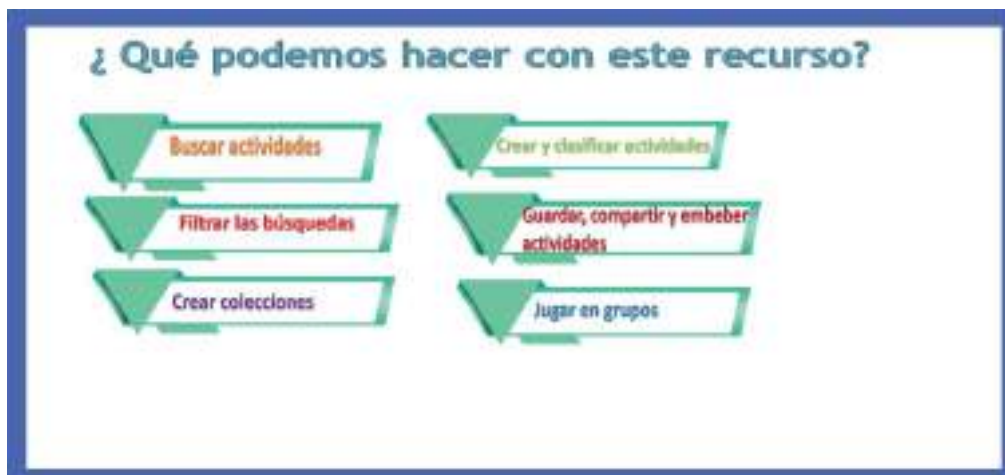 ¿ Qué podemos hacer con este recurso?
Buscar actividades
Filtrar las búsquedas
Crear colecciones
Crear y clasificar actividades
Guardar, compartir y embeber
actividades
Jugar en grupos